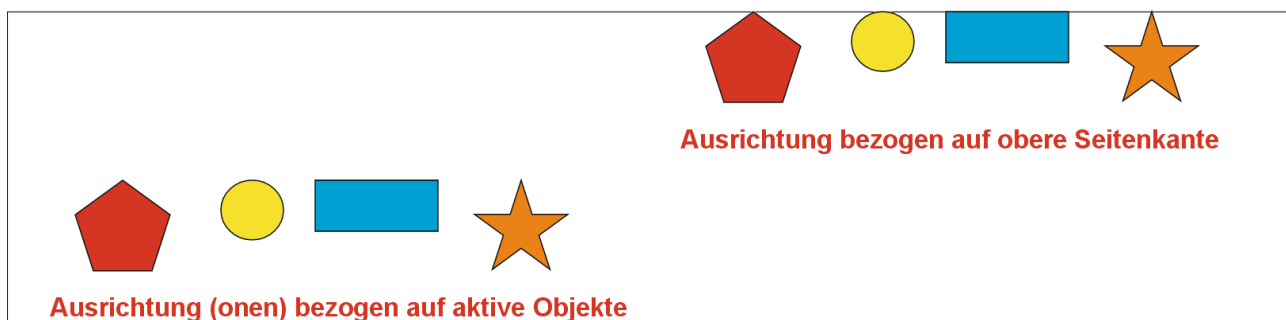 Ausrichtung bezogen auf obere Seitenkante
Ausrichtung (onen) bezogen auf aktive Objekte